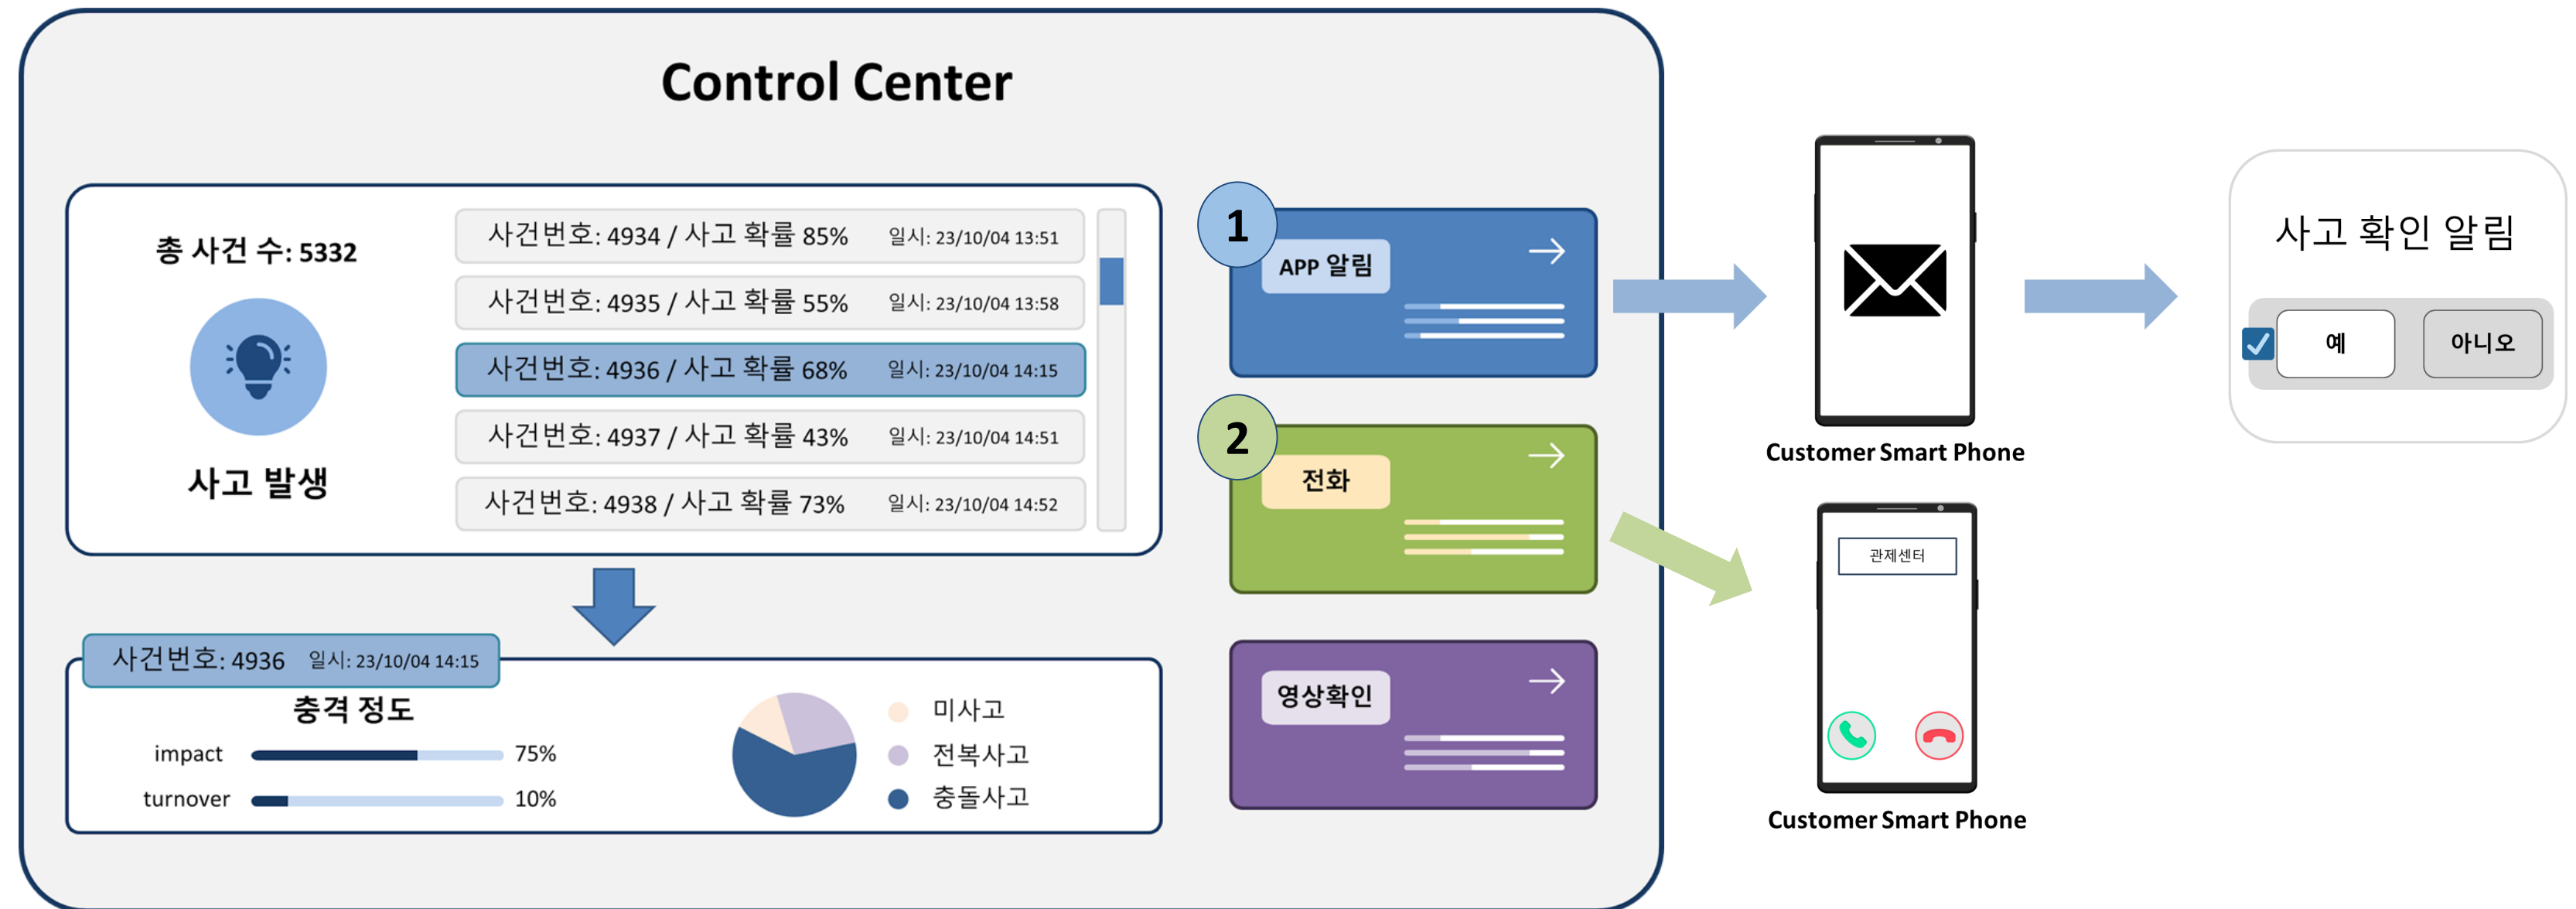 Control Center
총 사건 수: 5332
사고 발생
사건번호: 4934 / 사고 확률 85% 일시: 23/10/04 13:51
사건번호: 4935 / 사고 확률 55% 일시: 23/10/04 13:58
사건번호: 4936 / 사고 확률 68% 일시: 23/10/04 14:15
사건번호: 4937 / 사고 확률 43% 일시: 23/10/04 14:51
사건번호: 4938 / 사고 확률 73% 일시: 23/10/04 14:52
사건번호: 4936 일시: 23/10/04 14:15
충격 정도
impact 75%
turnover 10%
미사고
전복사고
충돌사고
1
APP 알림
2
전화
영상확인
Customer Smart Phone
사고 확인 알림
예 아니오
관제센터
Customer Smart Phone